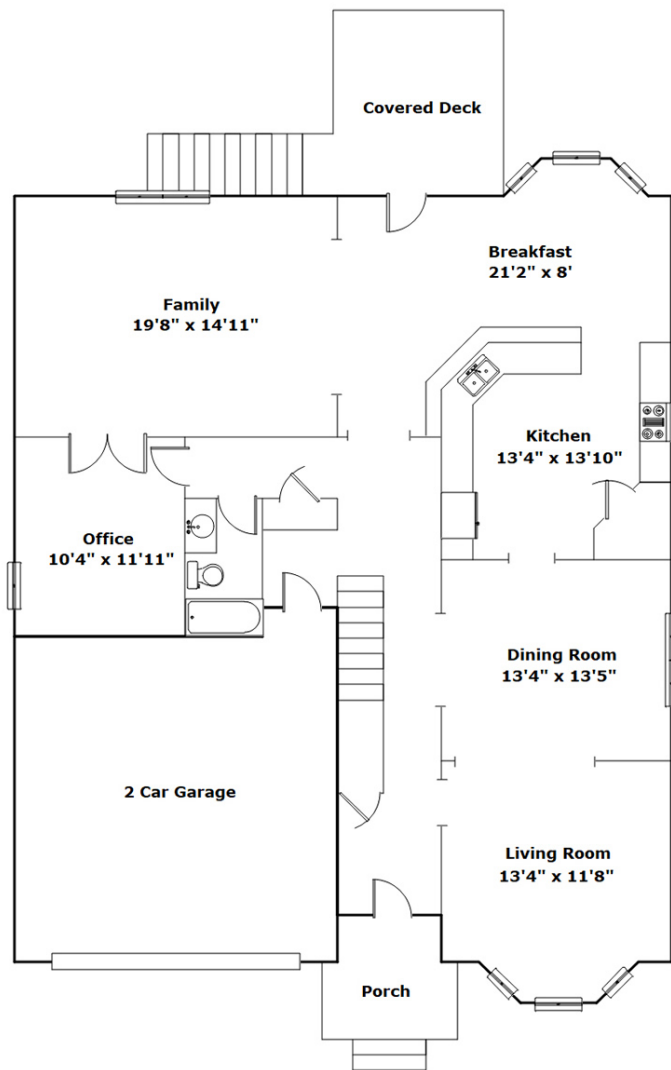 Covered Deck
Breakfast
21'2" x 8'
Family
19'8" x 14'11"
Kitchen
13'4" x 13'10"
Office
10'4" x 11'11"
Dining Room
13'4" x 13'5"
2 Car Garage
Living Room
13'4" x 11'8"
Porch